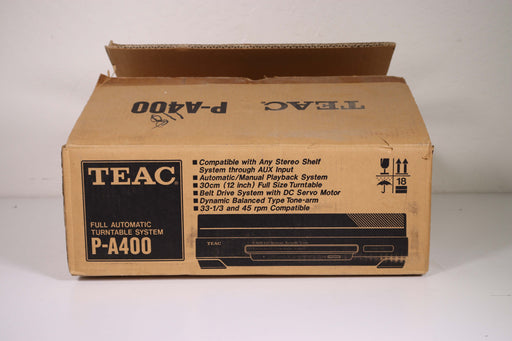 TEAC
P-A400
TEAC
FULL AUTOMATIC
TURNTABLE SYSTEM
P-A400
■ Compatible with Any Stereo Shelf
System through AUX Input
■ Automatic/Manual Playback System
■ 30cm (12 inch) Full Size Turntable
■ Belt Drive System with DC Servo Motor
■ Dynamic Balanced Type Tone-arm
■ 33-1/3 and 45 rpm Compatible
18
TEAC